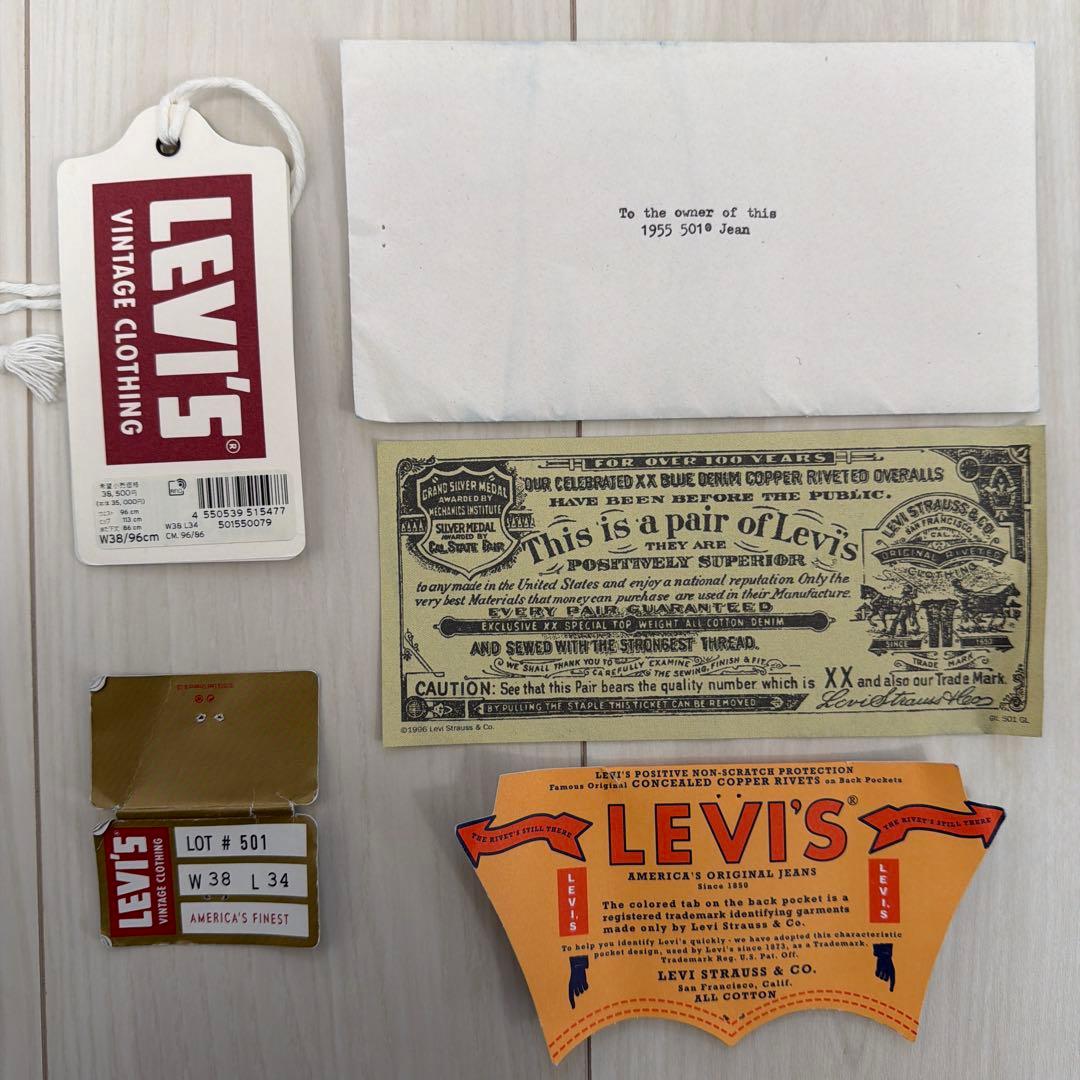 LEVI'S®
VINTAGE CLOTHING
希望小売価格
38,500円
(本体 35,000円)
ウエスト 96 cm
ヒップ 113 cm
また下丈 86 cm
W38/96cm
4 550539 515477
W38 L34 501550079
CM. 96/86
To the owner of this
1955 501® Jean
FOR OVER 100 YEARS
OUR CELEBRATED XX BLUE DENIM COPPER RIVETED OVERALLS
HAVE BEEN BEFORE THE PUBLIC.
GRAND SILVER MEDAL
AWARDED BY
MECHANICS INSTITUTE
SILVER MEDAL
AWARDED BY
CAL. STATE FAIR
This is a pair of Levi's
THEY ARE
POSITIVELY SUPERIOR
to any made in the United States and enjoy a national reputation Only the
very best Materials that money can purchase are used in their Manufacture.
EVERY PAIR GUARANTEED
EXCLUSIVE XX SPECIAL TOP WEIGHT ALL COTTON DENIM
AND SEWED WITH THE STRONGEST THREAD.
WE SHALL THANK YOU TO CAREFULLY EXAMINE THE SEWING, FINISH & FIT
CAUTION: See that this Pair bears the quality number which is XX and also our Trade Mark.
BY PULLING THE STAPLE THIS TICKET CAN BE REMOVED
Levi Strauss & Co
LEVI STRAUSS & CO.
SAN FRANCISCO,
CAL.
ORIGINAL RIVETED
CLOTHING
SINCE 1853
TRADE MARK
©1996 Levi Strauss & Co.
GL 501 GL
LEVI'S
VINTAGE CLOTHING
LOT # 501
W 38 L 34
AMERICA'S FINEST
LEVI'S POSITIVE NON-SCRATCH PROTECTION
Famous Original CONCEALED COPPER RIVETS on Back Pockets
LEVI'S®
THE RIVET'S STILL THERE
THE RIVET'S STILL THERE
AMERICA'S ORIGINAL JEANS
Since 1850
LEVI'S
LEVI'S
The colored tab on the back pocket is a
registered trademark identifying garments
made only by Levi Strauss & Co.
To help you identify Levi's quickly - we have adopted this characteristic
pocket design, used by Levi's since 1873, as a Trademark.
Trademark Reg. U.S. Pat. Off.
LEVI STRAUSS & CO.
San Francisco, Calif.
ALL COTTON